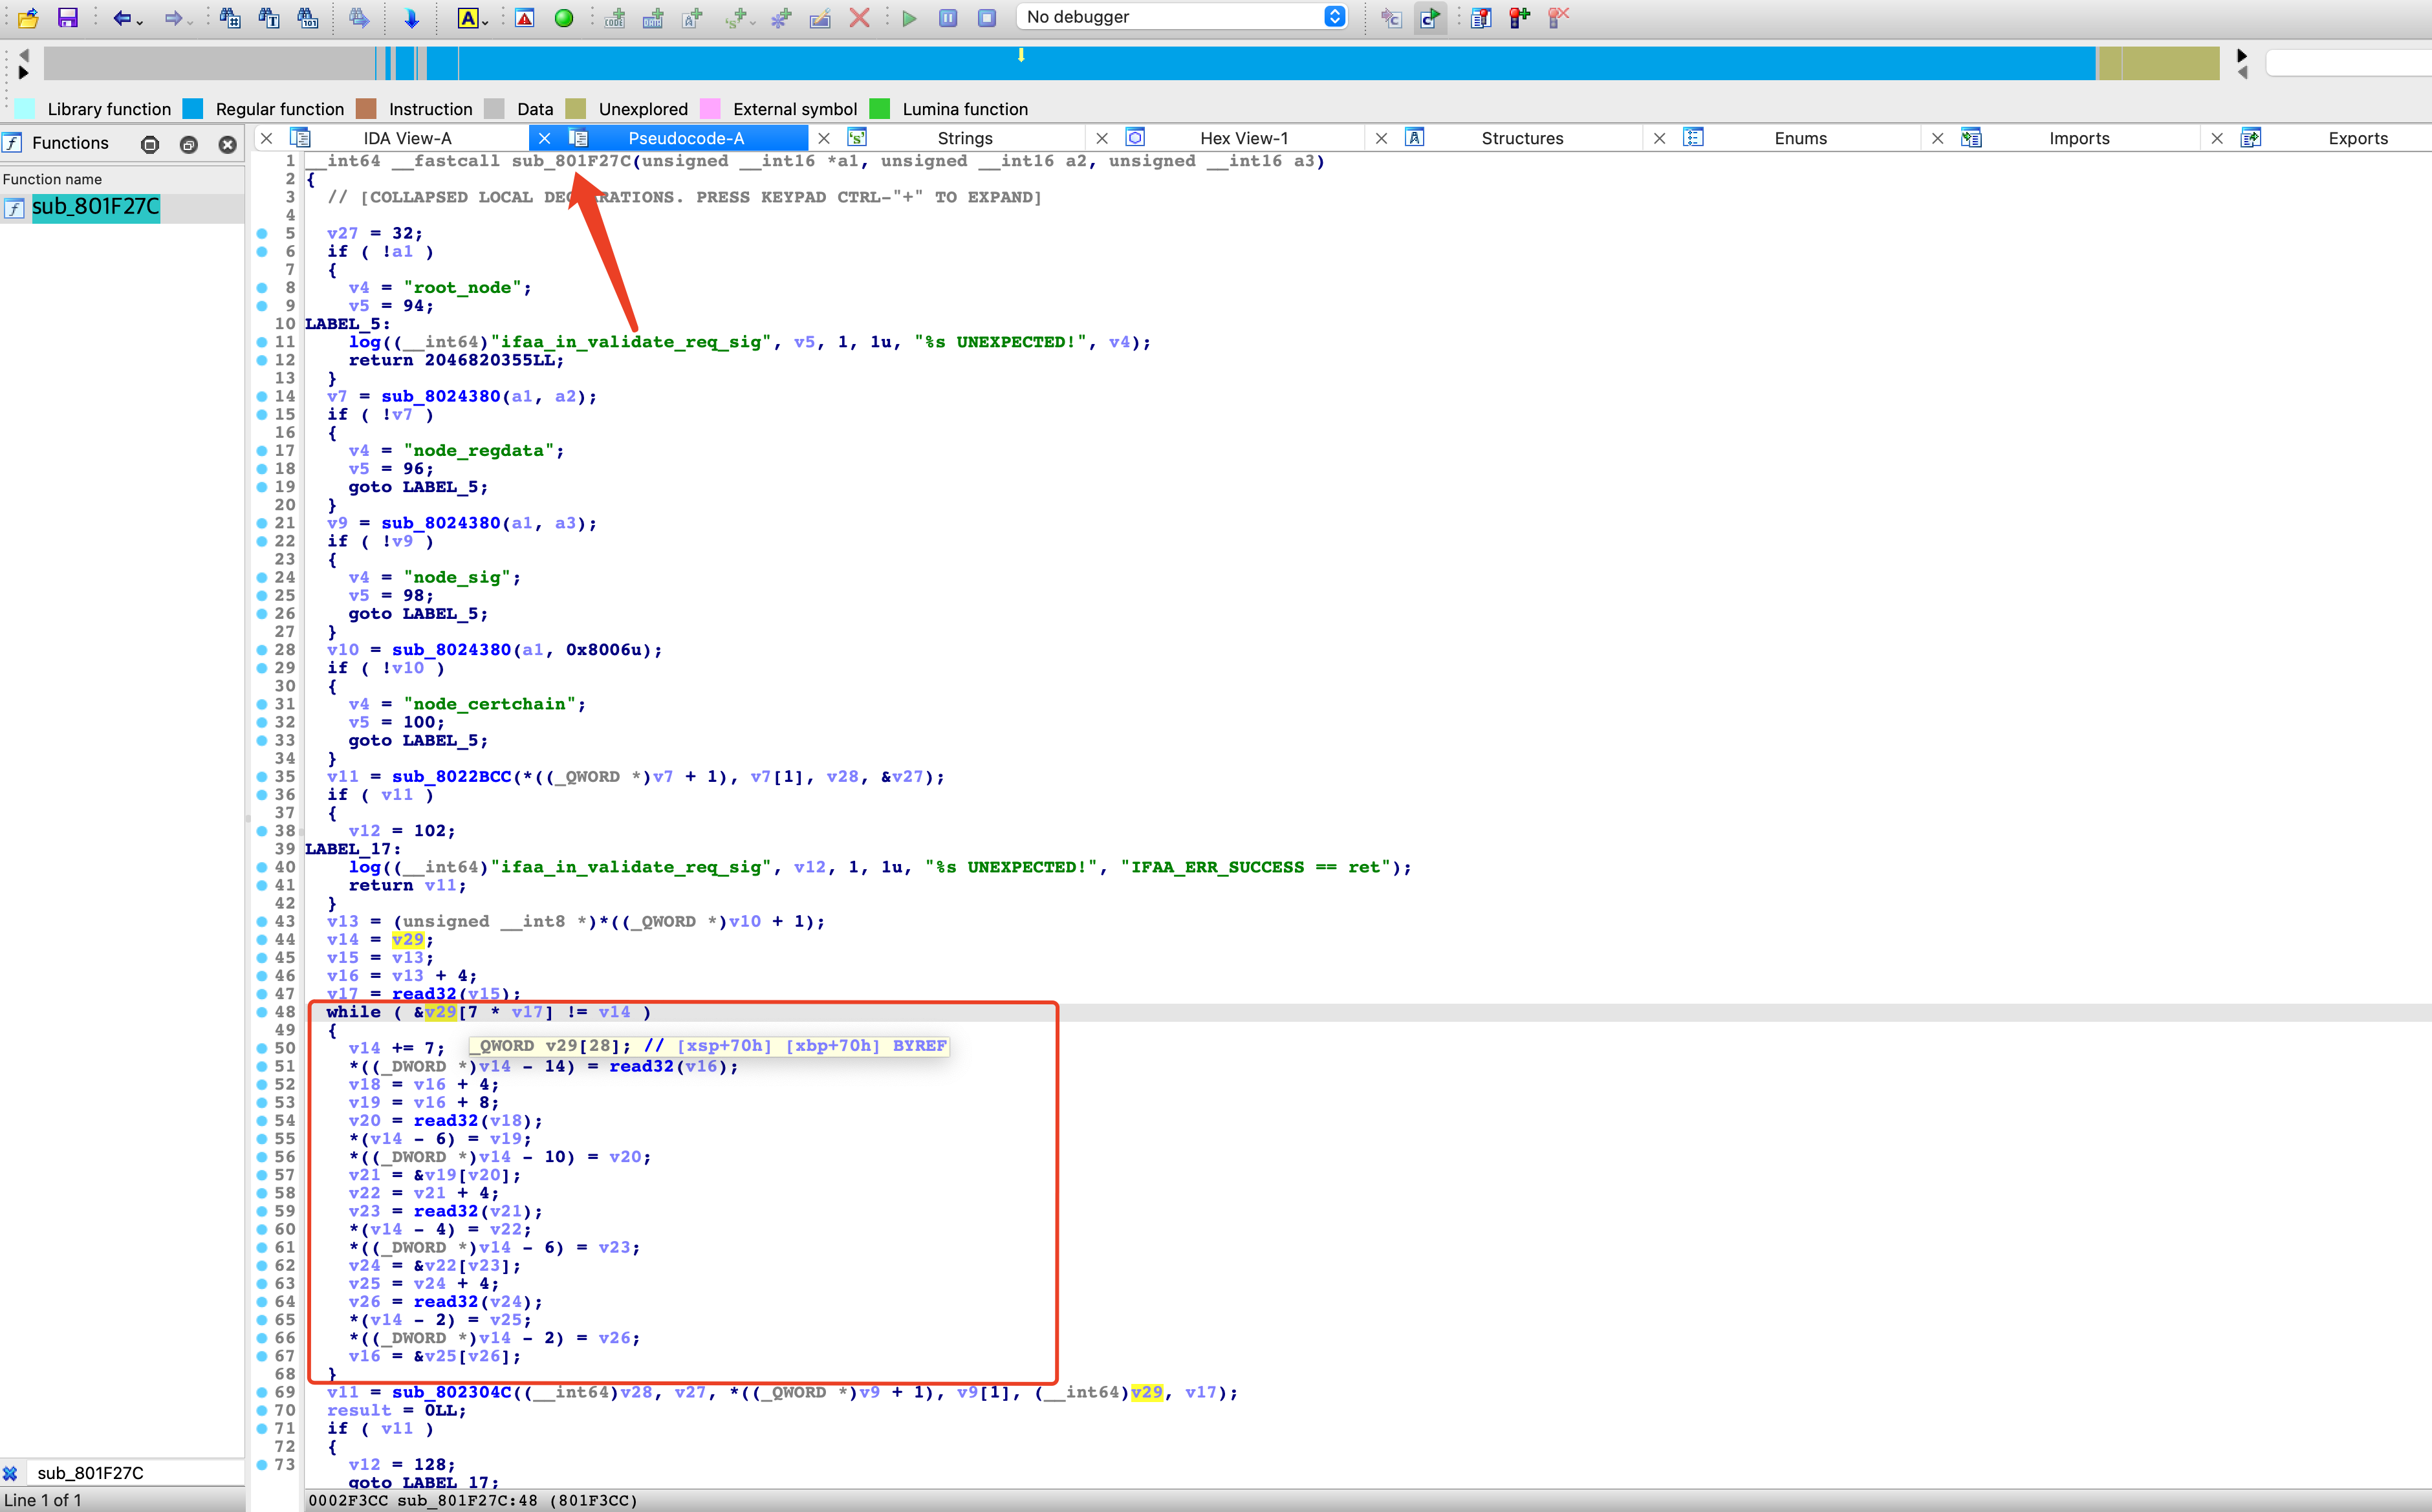 No debugger
Library function Regular function Instruction Data Unexplored External symbol Lumina function
Functions
IDA View-A Pseudocode-A Strings Hex View-1 Structures Enums Imports Exports
Function name
sub_801F27C
1 __int64 __fastcall sub_801F27C(unsigned __int16 *a1, unsigned __int16 a2, unsigned __int16 a3)
2 {
3 // [COLLAPSED LOCAL DECLARATIONS. PRESS KEYPAD CTRL-"+" TO EXPAND]
4
5 v27 = 32;
6 if ( !a1 )
7 {
8 v4 = "root_node";
9 v5 = 94;
10 LABEL_5:
11 log((__int64)"ifaa_in_validate_req_sig", v5, 1, 1u, "%s UNEXPECTED!", v4);
12 return 2046820355LL;
13 }
14 v7 = sub_8024380(a1, a2);
15 if ( !v7 )
16 {
17 v4 = "node_regdata";
18 v5 = 96;
19 goto LABEL_5;
20 }
21 v9 = sub_8024380(a1, a3);
22 if ( !v9 )
23 {
24 v4 = "node_sig";
25 v5 = 98;
26 goto LABEL_5;
27 }
28 v10 = sub_8024380(a1, 0x8006u);
29 if ( !v10 )
30 {
31 v4 = "node_certchain";
32 v5 = 100;
33 goto LABEL_5;
34 }
35 v11 = sub_8022BCC(*((_QWORD *)v7 + 1), v7[1], v28, &v27);
36 if ( v11 )
37 {
38 v12 = 102;
39 LABEL_17:
40 log((__int64)"ifaa_in_validate_req_sig", v12, 1, 1u, "%s UNEXPECTED!", "IFAA_ERR_SUCCESS == ret");
41 return v11;
42 }
43 v13 = (unsigned __int8 *)*((_QWORD *)v10 + 1);
44 v14 = v29;
45 v15 = v13;
46 v16 = v13 + 4;
47 v17 = read32(v15);
48 while ( &v29[7 * v17] != v14 )
49 {
50 v14 += 7; _QWORD v29[28]; // [xsp+70h] [xbp+70h] BYREF
51 *((_DWORD *)v14 - 14) = read32(v16);
52 v18 = v16 + 4;
53 v19 = v16 + 8;
54 v20 = read32(v18);
55 *(v14 - 6) = v19;
56 *((_DWORD *)v14 - 10) = v20;
57 v21 = &v19[v20];
58 v22 = v21 + 4;
59 v23 = read32(v21);
60 *(v14 - 4) = v22;
61 *((_DWORD *)v14 - 6) = v23;
62 v24 = &v22[v23];
63 v25 = v24 + 4;
64 v26 = read32(v24);
65 *(v14 - 2) = v25;
66 *((_DWORD *)v14 - 2) = v26;
67 v16 = &v25[v26];
68 }
69 v11 = sub_802304C((__int64)v28, v27, *((_QWORD *)v9 + 1), v9[1], (__int64)v29, v17);
70 result = 0LL;
71 if ( v11 )
72 {
73 v12 = 128;
goto LABEL_17;
sub_801F27C
Line 1 of 1
0002F3CC sub_801F27C:48 (801F3CC)